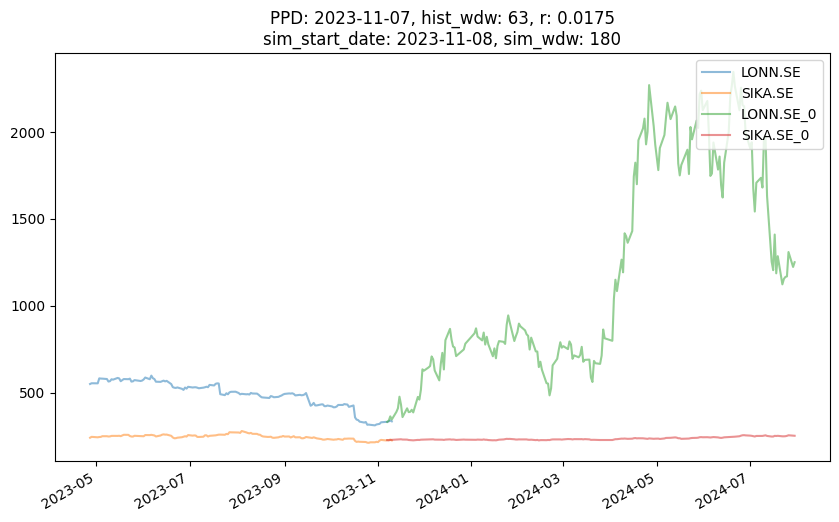 PPD: 2023-11-07, hist_wdw: 63, r: 0.0175
sim_start_date: 2023-11-08, sim_wdw: 180
LONN.SE
SIKA.SE
LONN.SE_0
SIKA.SE_0
2000
1500
1000
500
2023-05
2023-07
2023-09
2023-11
2024-01
2024-03
2024-05
2024-07